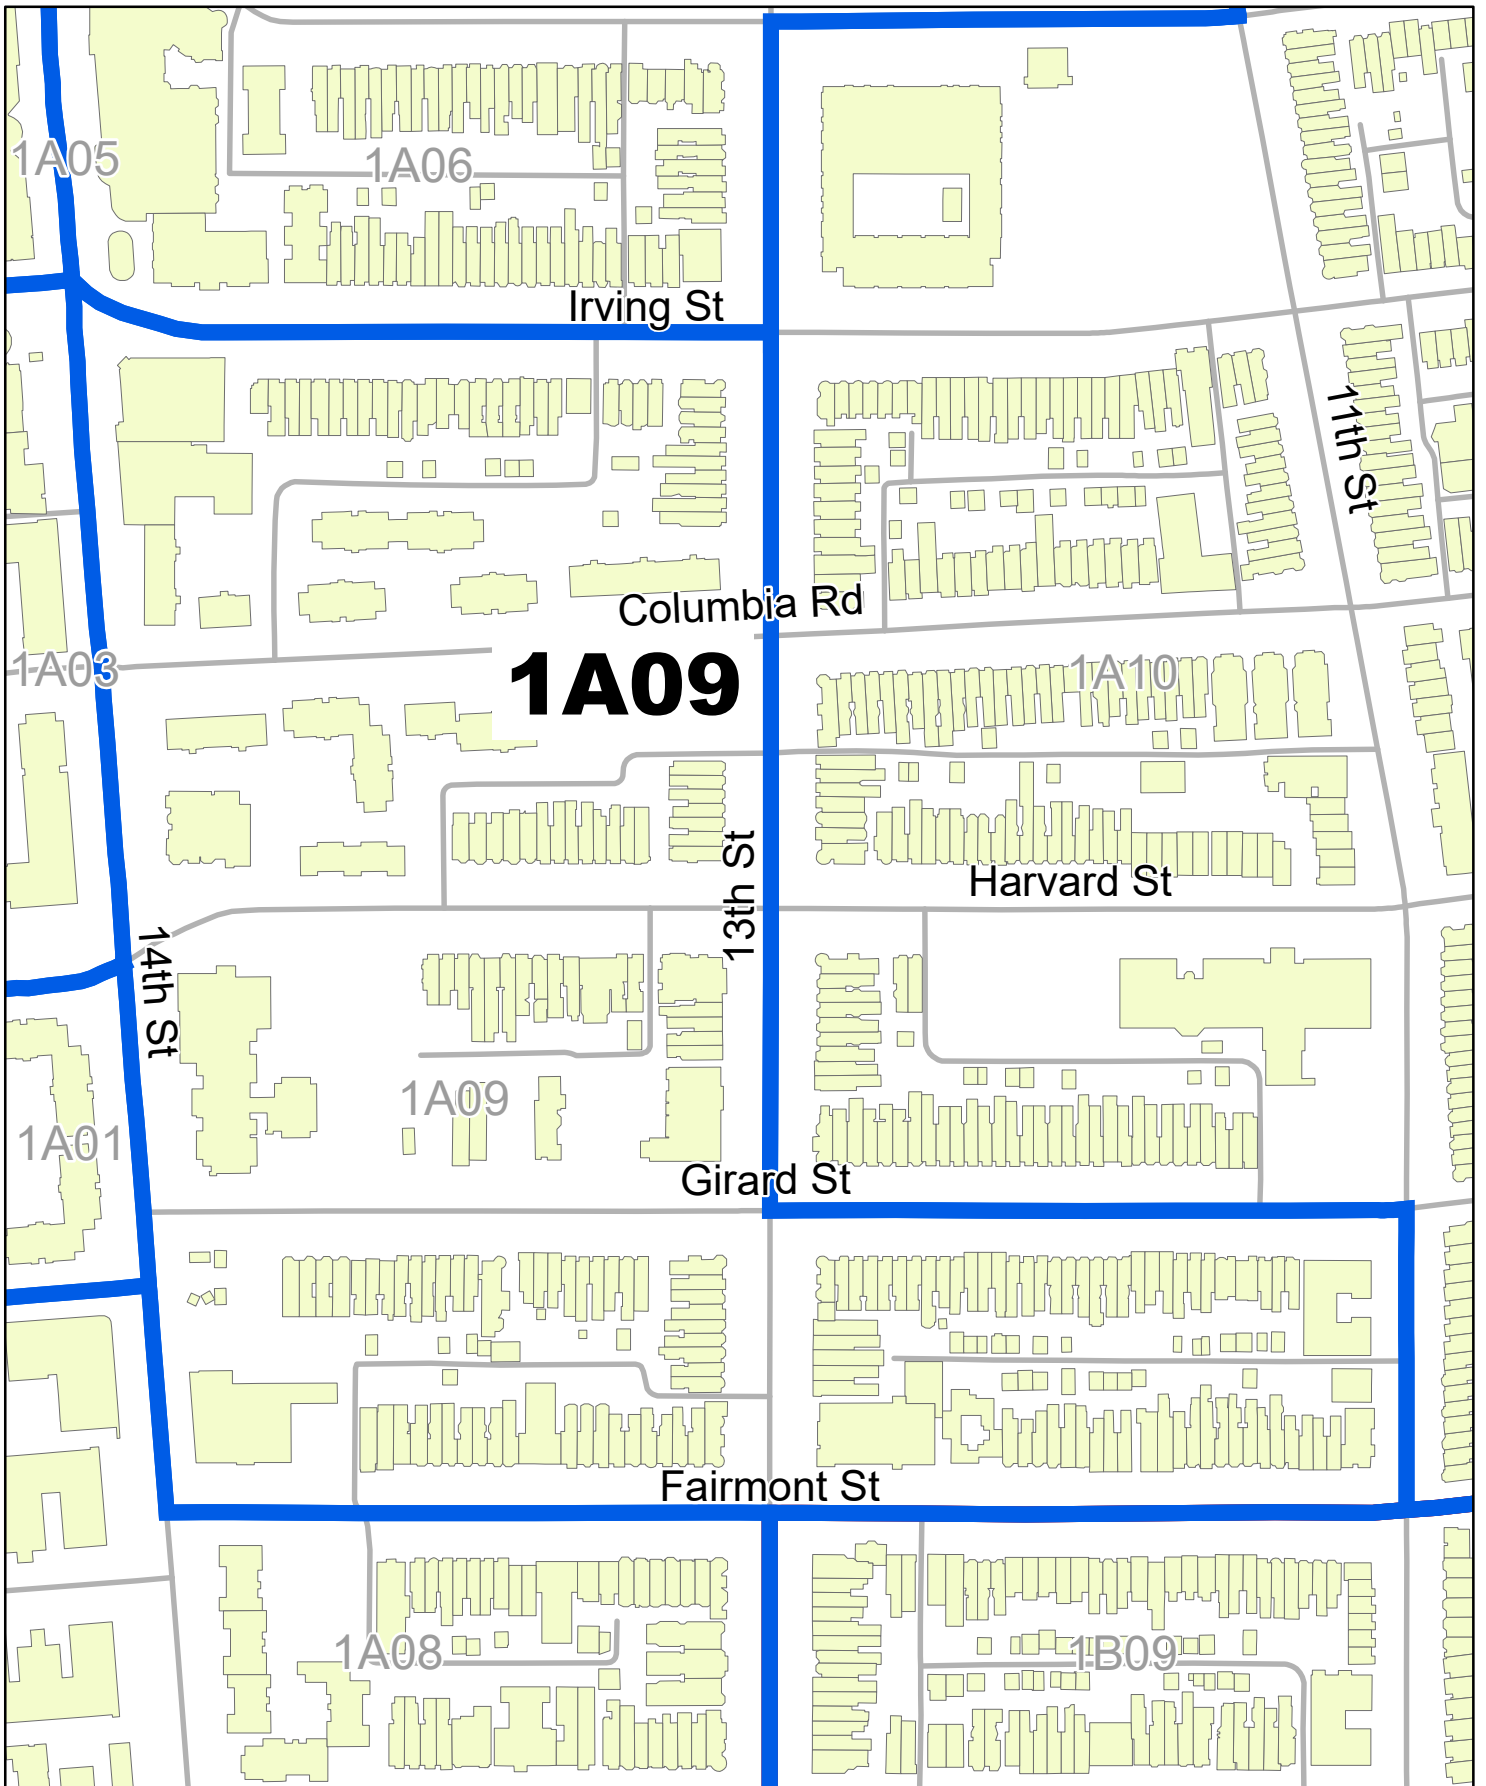 1A05
1A06
Irving St
11th St
Columbia Rd
1A03
1A09
1A10
13th St
Harvard St
14th St
1A09
1A01
Girard St
Fairmont St
1A08
1B09